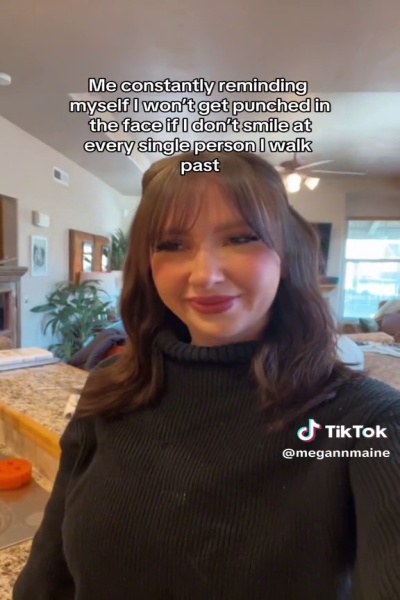 Me constantly reminding
myself I won't get punched in
the face if I don't smile at
every single person I walk
past
TikTok
@megannmaine